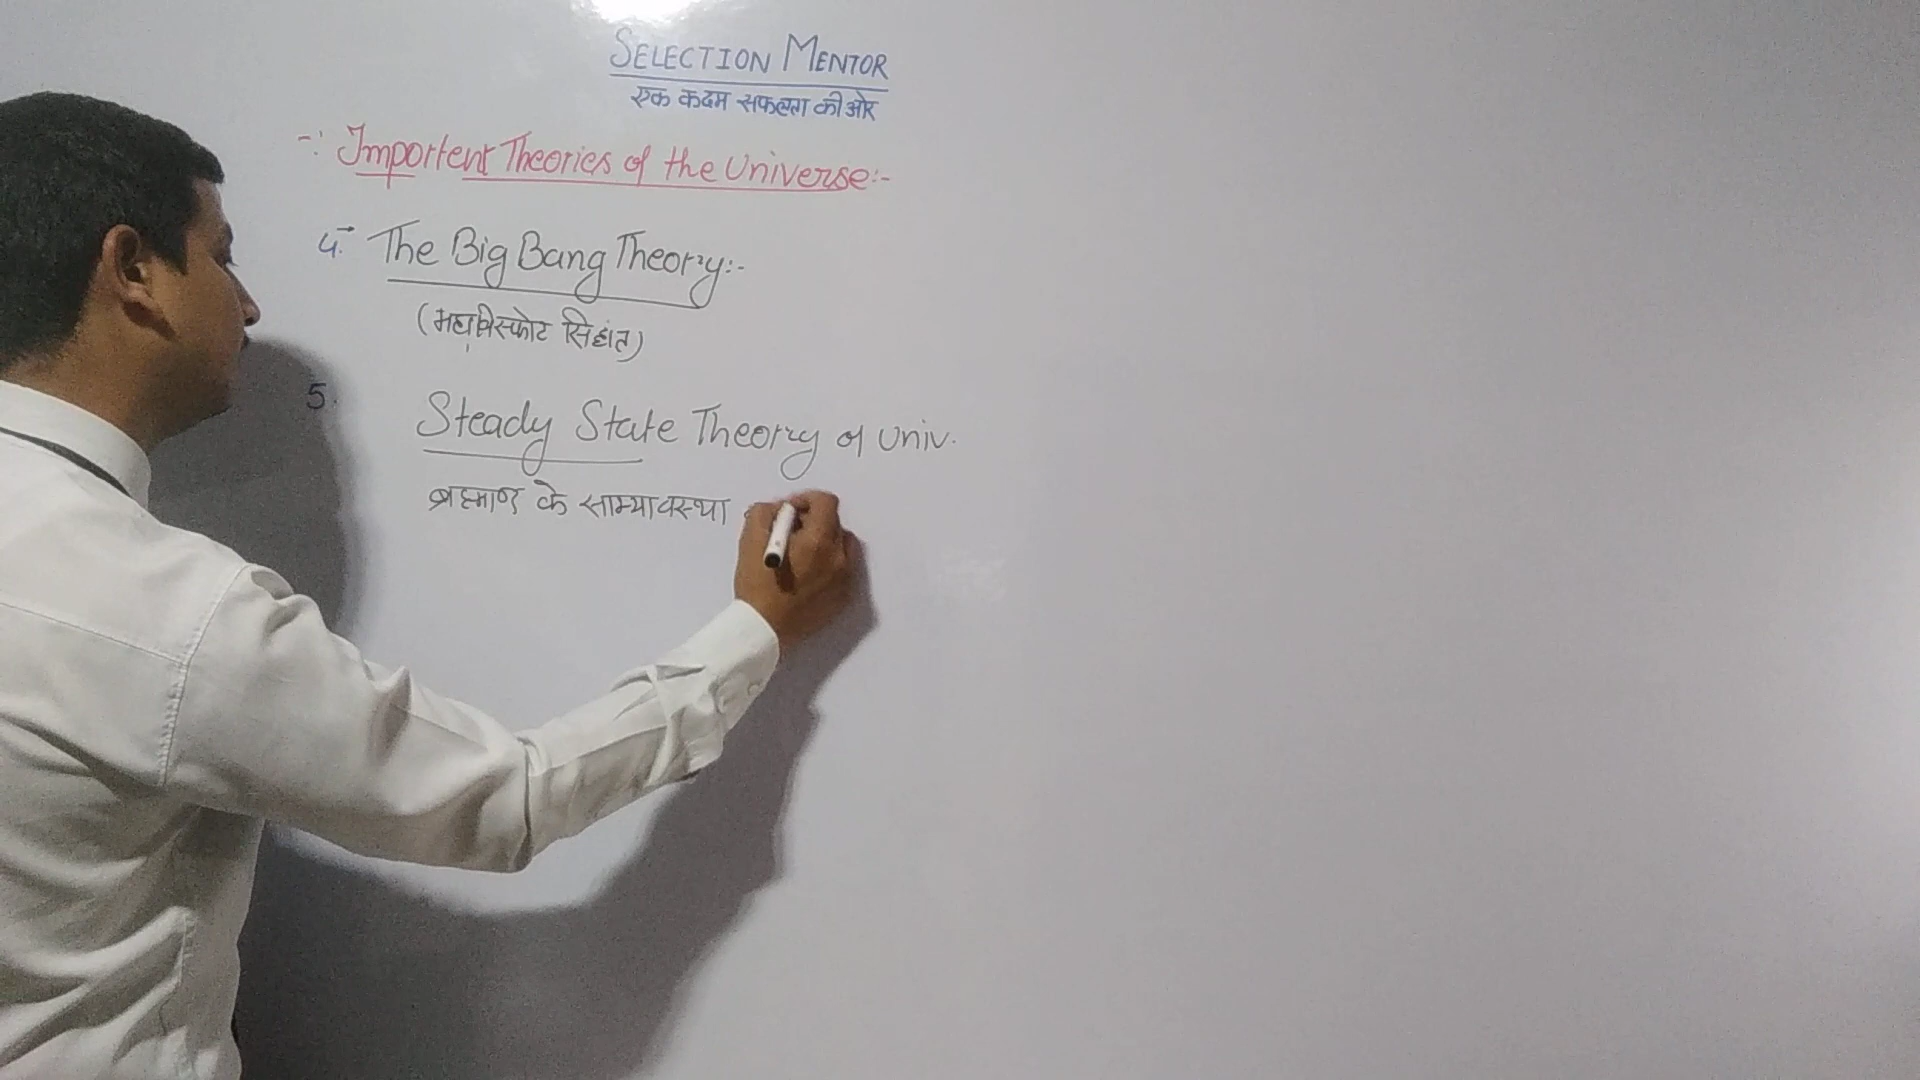 SELECTION MENTOR
एक कदम सफलता की ओर
-: Importent Theories of the Universe:-
4. The Big Bang Theory:-
(महाविस्फोट सिद्धांत)
5. Steady State Theory of Univ.
ब्रह्माण्ड के साम्यावस्था